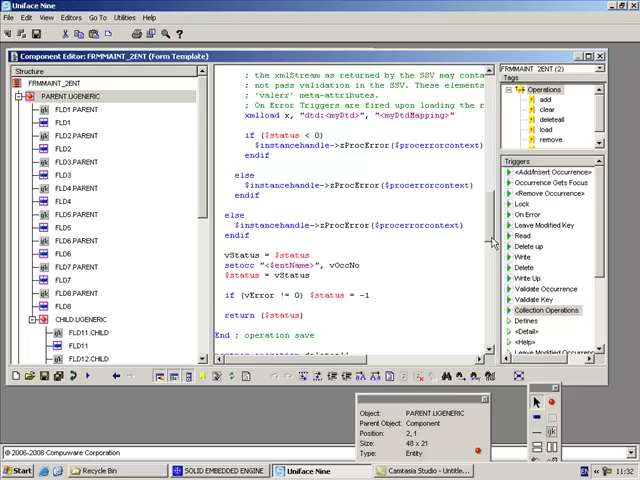 Uniface Nine
File View Editors Go To Utilities Help
Component Editor: FRMMAINT_2ENT (Form Template)
Structure
FRMMAINT_2ENT
PARENT.UGENERIC
FLD1 PARENT
FLD1
FLD2 PARENT
FLD2
FLD3 PARENT
FLD3
FLD4 PARENT
FLD4
FLD5 PARENT
FLD5
FLD6 PARENT
FLD6
FLD7 PARENT
FLD7
FLD8 PARENT
FLD8
CHILD.UGENERIC
FLD11.CHILD
FLD11
FLD12.CHILD
; the xmlStream as returned by the SSV may conta
; not pass validation in the SSV. These elements
; 'valerr' meta-attributes.
; On Error Triggers are fired upon loading the r
xmlload x, "dtd:<myDtd>", "<myDtdMapping>"
if ($status < 0)
$instancehandle->zProcError($procerrorcontext)
endif
else
$instancehandle->zProcError($procerrorcontext)
endif
else
$instancehandle->zProcError($procerrorcontext)
endif
vStatus = $status
setocc "<$entName>", vOccNo
$status = vStatus
if (vError != 0) $status = -1
return ($status)
End ; operation save
FRMMAINT_2ENT (2)
Tags
Operations
add
clear
deleteall
load
remove
Triggers
<Add/Insert Occurrence>
Occurrence Gets Focus
<Remove Occurrence>
Lock
On Error
Leave Modified Key
Read
Delete up
Write
Delete
Write Up
Validate Occurrence
Validate Key
Collection Operations
Defines
<Detail>
<Help>
Leave Modified Occurrence
Object: PARENT.UGENERIC
Parent Object: Component
Position: 2, 1
Size: 48 x 21
Type: Entity
© 2006-2008 Compuware Corporation
Start
Recycle Bin
SOLID EMBEDDED ENGINE
Uniface Nine
Camtasia Studio - Untitle...
EN
11:32